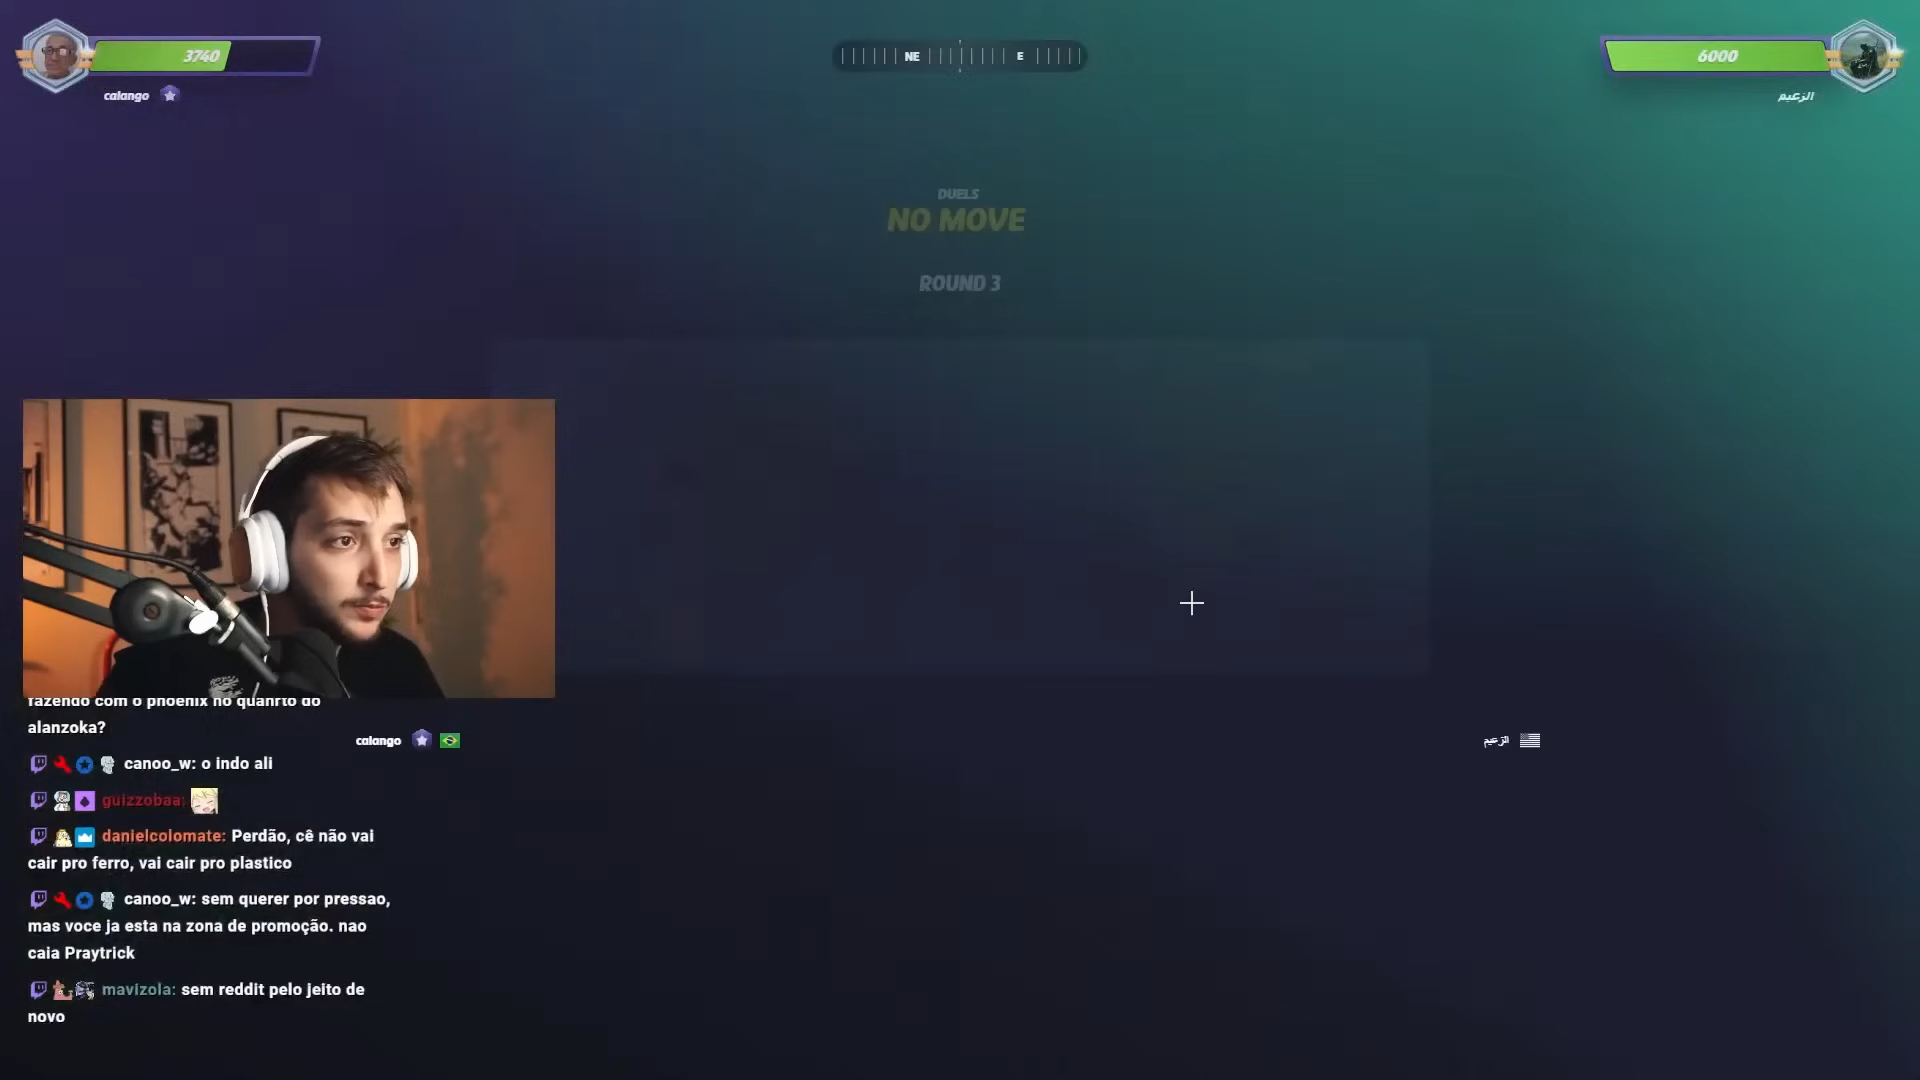 3740
calango
NE
E
6000
الزعيم
DUELS
NO MOVE
ROUND 3
fazendo com o phoenix no quanrto do
alanzoka?
calango
الزعيم
canoo_w: o indo ali
guizzobaa:
danielcolomate: Perdão, cê não vai
cair pro ferro, vai cair pro plastico
canoo_w: sem querer por pressao,
mas voce ja esta na zona de promoção. nao
caia Praytrick
mavizola: sem reddit pelo jeito de
novo